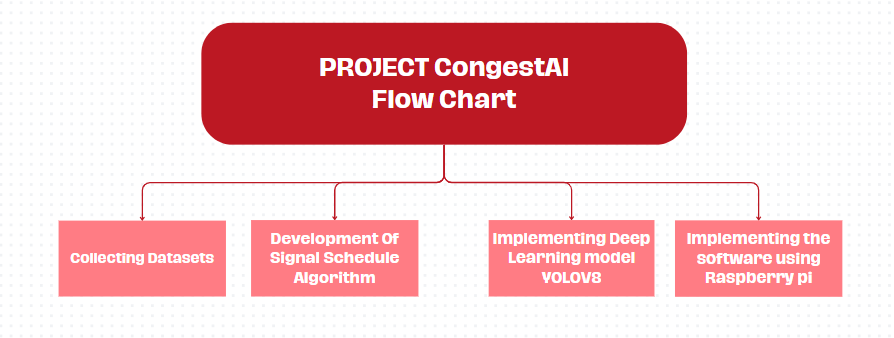 PROJECT CongestAI
Flow Chart
Collecting Datasets
Development Of
Signal Schedule
Algorithm
Implementing Deep
Learning model
YOLOV8
Implementing the
software using
Raspberry pi